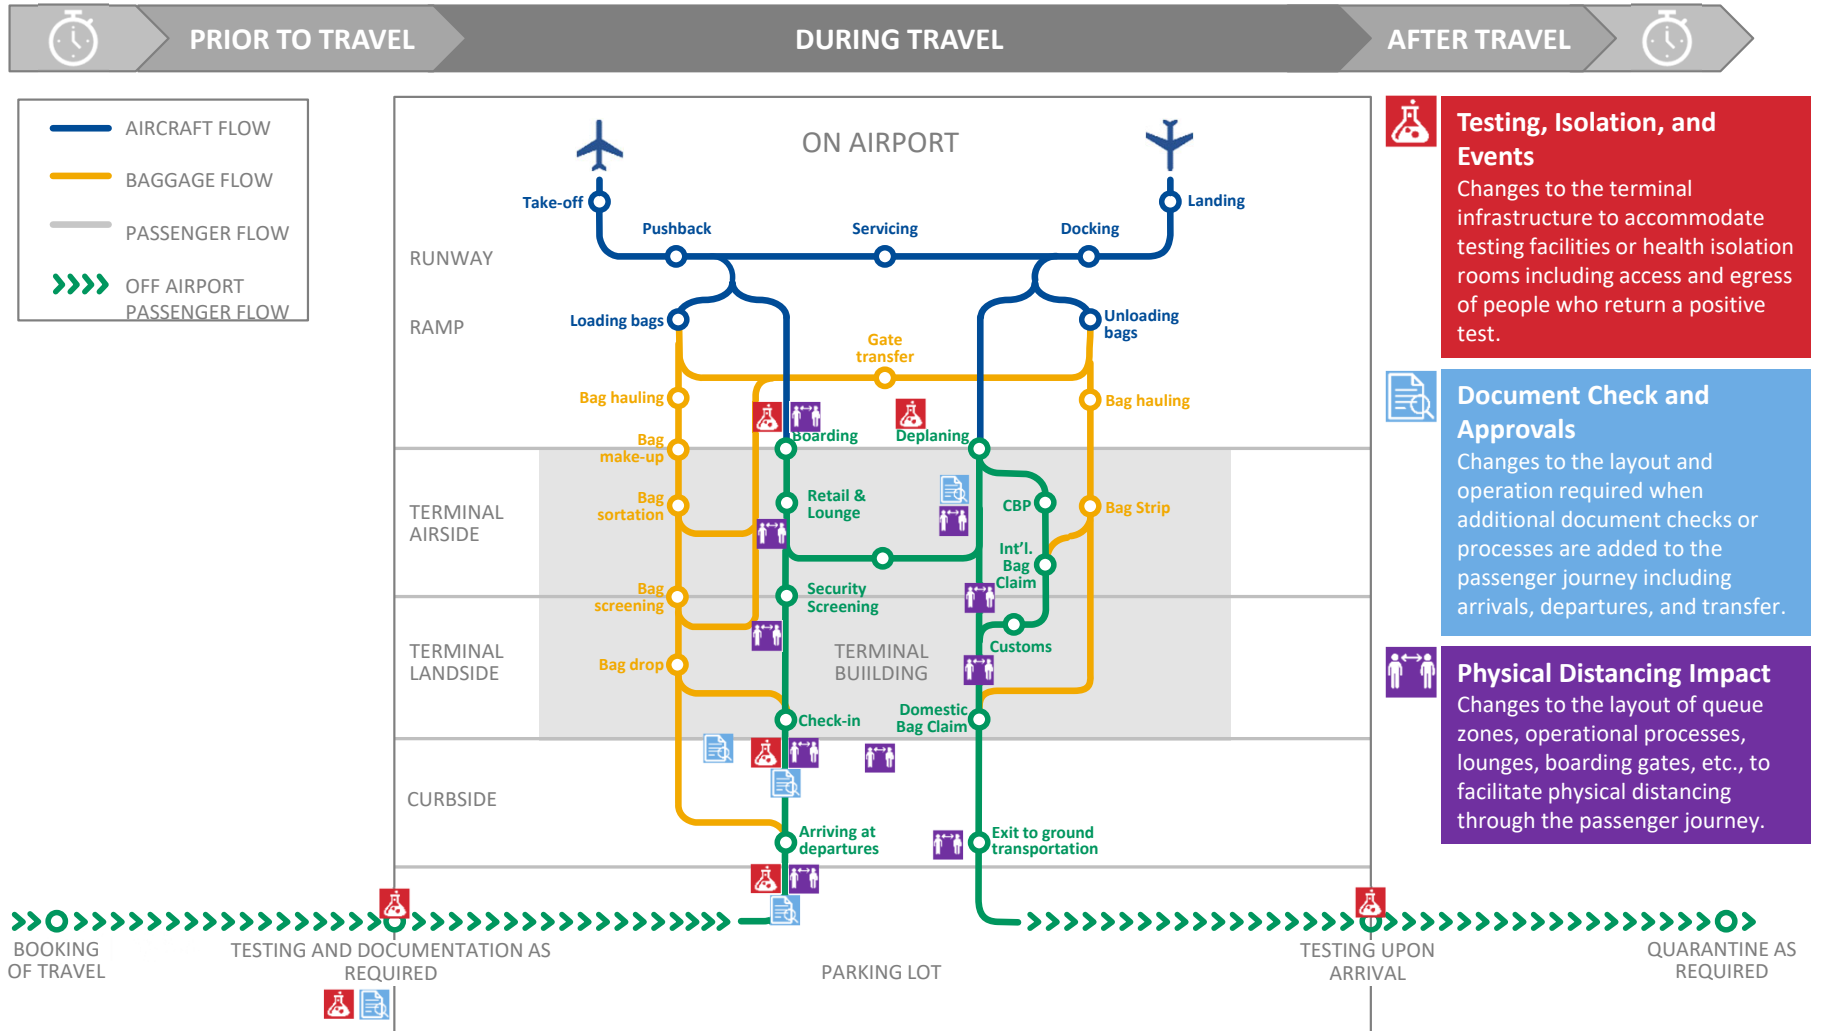 PRIOR TO TRAVEL
DURING TRAVEL
AFTER TRAVEL
AIRCRAFT FLOW
BAGGAGE FLOW
PASSENGER FLOW
OFF AIRPORT
PASSENGER FLOW
ON AIRPORT
Take-off
Landing
Pushback
Servicing
Docking
RUNWAY
RAMP
Loading bags
Unloading
bags
Gate
transfer
Bag hauling
Bag hauling
Boarding
Deplaning
Bag
make-up
Bag
sortation
Retail &
Lounge
CBP
Bag Strip
TERMINAL
AIRSIDE
Int'l.
Bag
Claim
Bag
screening
Security
Screening
Customs
TERMINAL
LANDSIDE
Bag drop
TERMINAL
BUIILDING
Check-in
Domestic
Bag Claim
CURBSIDE
Arriving at
departures
Exit to ground
transportation
BOOKING
OF TRAVEL
TESTING AND DOCUMENTATION AS
REQUIRED
PARKING LOT
TESTING UPON
ARRIVAL
QUARANTINE AS
REQUIRED
Testing, Isolation, and
Events
Changes to the terminal
infrastructure to accommodate
testing facilities or health isolation
rooms including access and egress
of people who return a positive
test.
Document Check and
Approvals
Changes to the layout and
operation required when
additional document checks or
processes are added to the
passenger journey including
arrivals, departures, and transfer.
Physical Distancing Impact
Changes to the layout of queue
zones, operational processes,
lounges, boarding gates, etc., to
facilitate physical distancing
through the passenger journey.